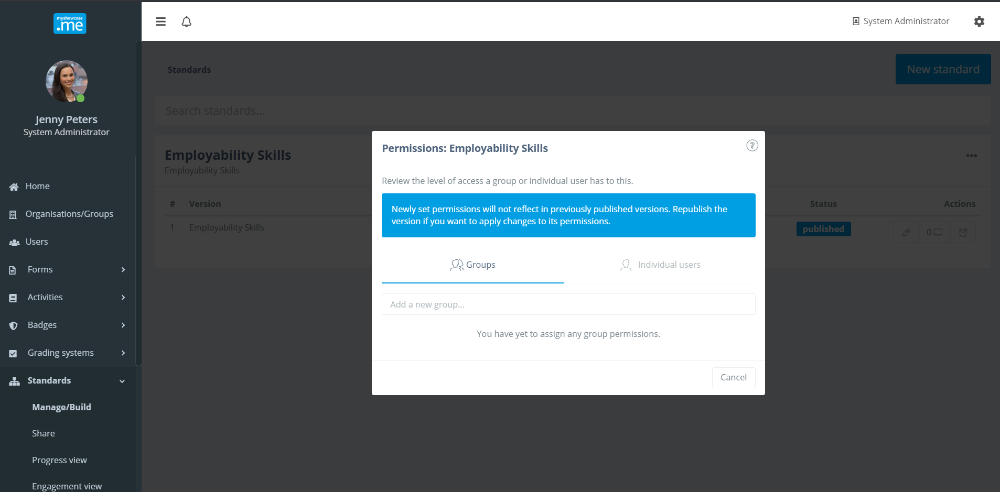 myshowcase
.me
System Administrator
Jenny Peters
System Administrator
Home
Organisations/Groups
Users
Forms
Activities
Badges
Grading systems
Standards
Manage/Build
Share
Progress view
Engagement view
Standards
New standard
Search standards...
Employability Skills
Employability Skills
# Version Status Actions
1 Employability Skills published 0
Permissions: Employability Skills
?
Review the level of access a group or individual user has to this.
Newly set permissions will not reflect in previously published versions. Republish the
version if you want to apply changes to its permissions.
Groups Individual users
Add a new group...
You have yet to assign any group permissions.
Cancel